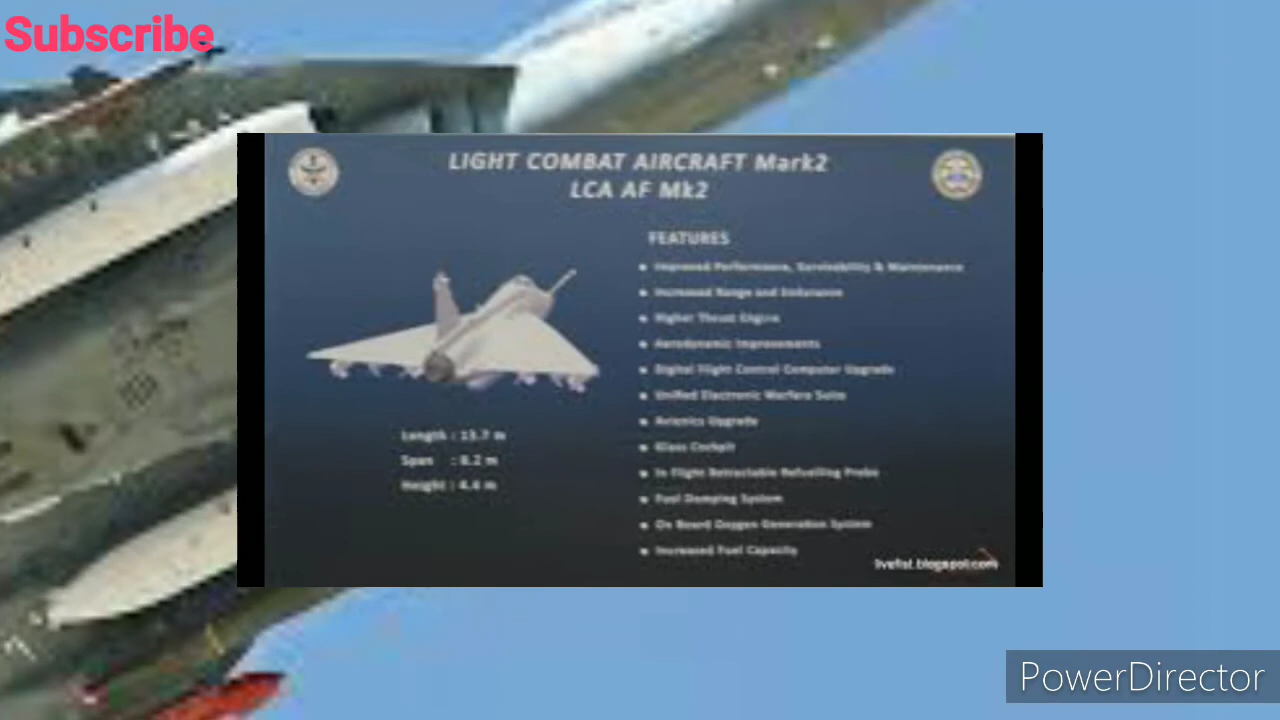 Subscribe
LIGHT COMBAT AIRCRAFT Mark2
LCA AF Mk2
FEATURES
• Improved Performance, Survivability & Maintenance
• Increased Range and Endurance
• Higher Thrust Engine
• Aerodynamic Improvements
• Digital Flight Control Computer Upgrade
• Unified Electronic Warfare Suite
• Avionics Upgrade
• Glass Cockpit
• In Flight Retractable Refuelling Probe
• Fuel Dumping System
• On Board Oxygen Generation System
• Increased Fuel Capacity
Length : 13.7 m
Span : 8.2 m
Height : 4.4 m
livefist.blogspot.com
PowerDirector